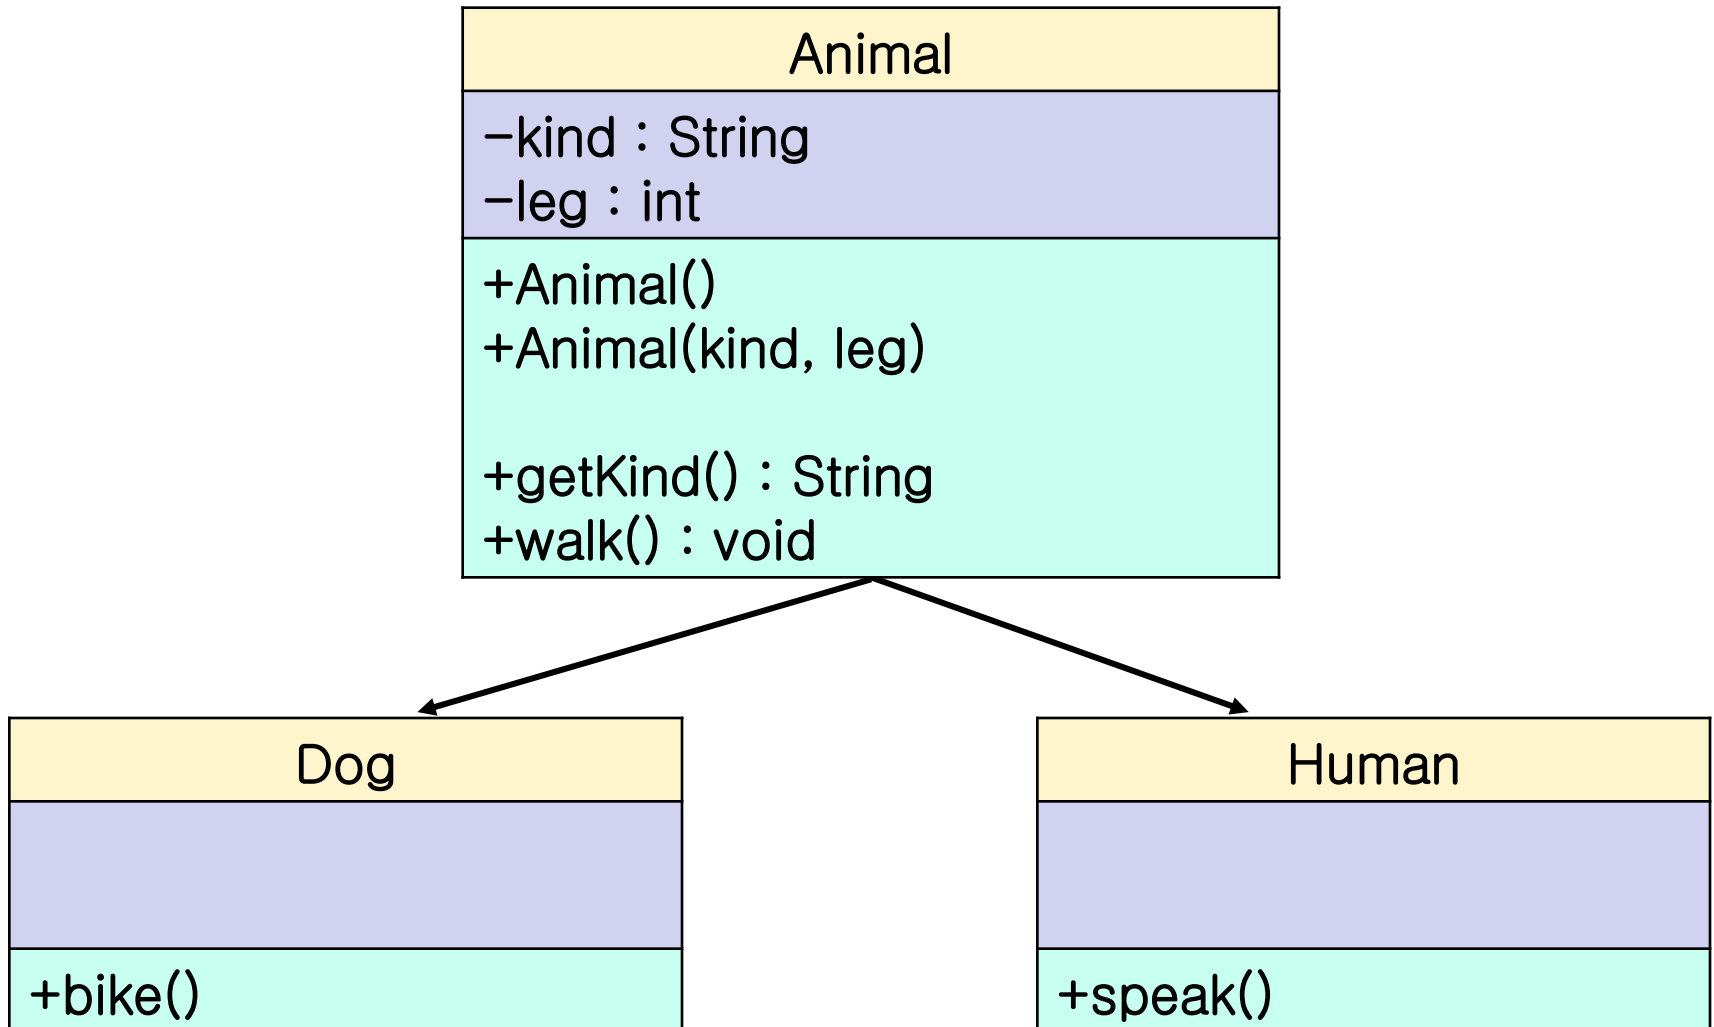 Animal
-kind : String
-leg : int
+Animal()
+Animal(kind, leg)
+getKind() : String
+walk() : void
Dog
+bike()
Human
+speak()